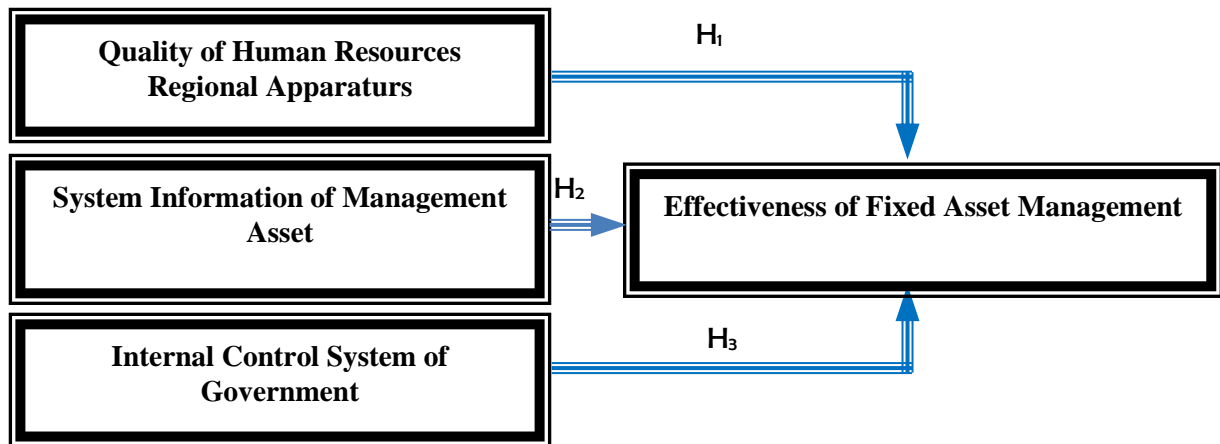 Quality of Human Resources
Regional Apparaturs
H₁
System Information of Management
Asset
H₂
Effectiveness of Fixed Asset Management
Internal Control System of
Government
H₃